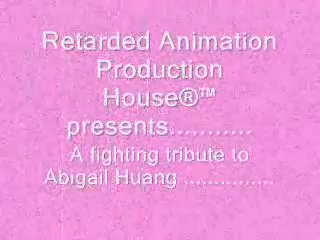 Retarded Animation
Production
House®™
presents...........
A fighting tribute to
Abigail Huang ...............